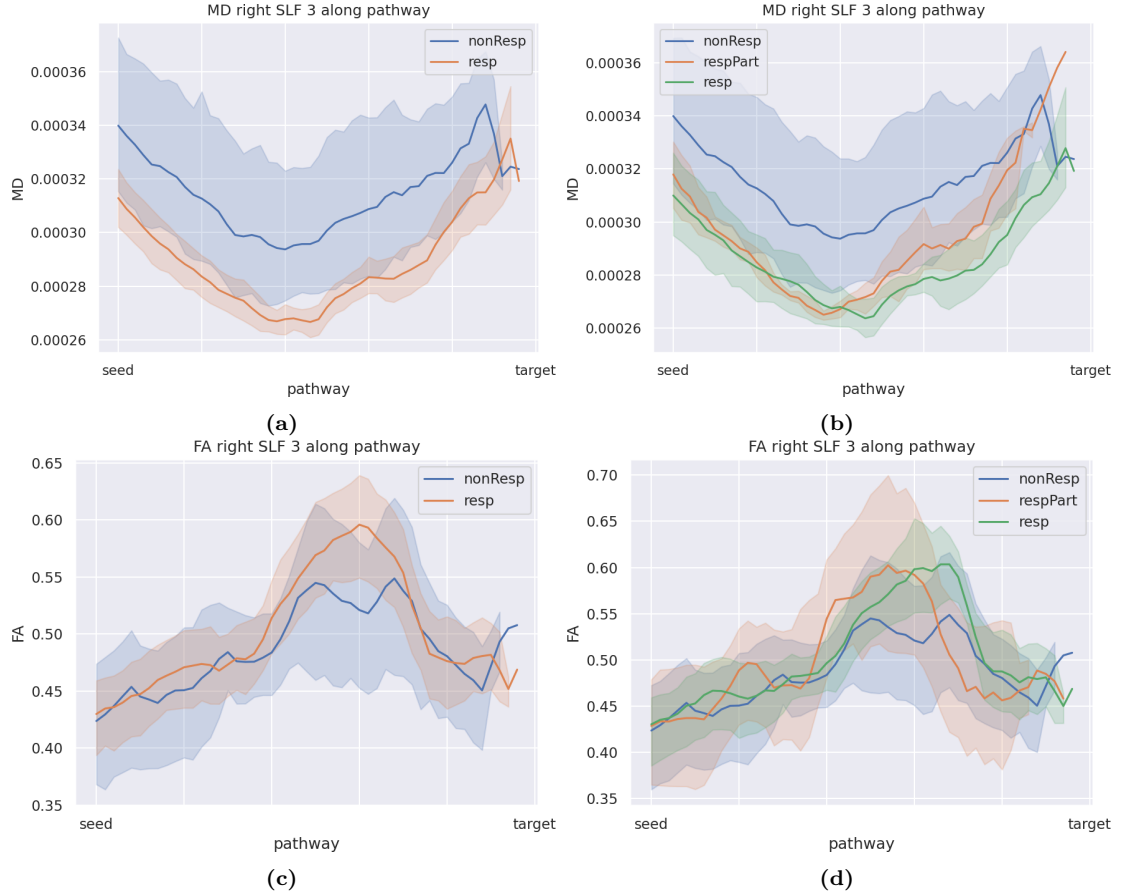 MD right SLF 3 along pathway
nonResp
resp
0.00036
0.00034
0.00032
0.00030
0.00028
0.00026
MD
seed
target
pathway
(a)
MD right SLF 3 along pathway
nonResp
respPart
resp
0.00036
0.00034
0.00032
0.00030
0.00028
0.00026
MD
seed
target
pathway
(b)
FA right SLF 3 along pathway
nonResp
resp
0.65
0.60
0.55
0.50
0.45
0.40
0.35
FA
seed
target
pathway
(c)
FA right SLF 3 along pathway
nonResp
respPart
resp
0.70
0.65
0.60
0.55
0.50
0.45
0.40
0.35
FA
seed
target
pathway
(d)